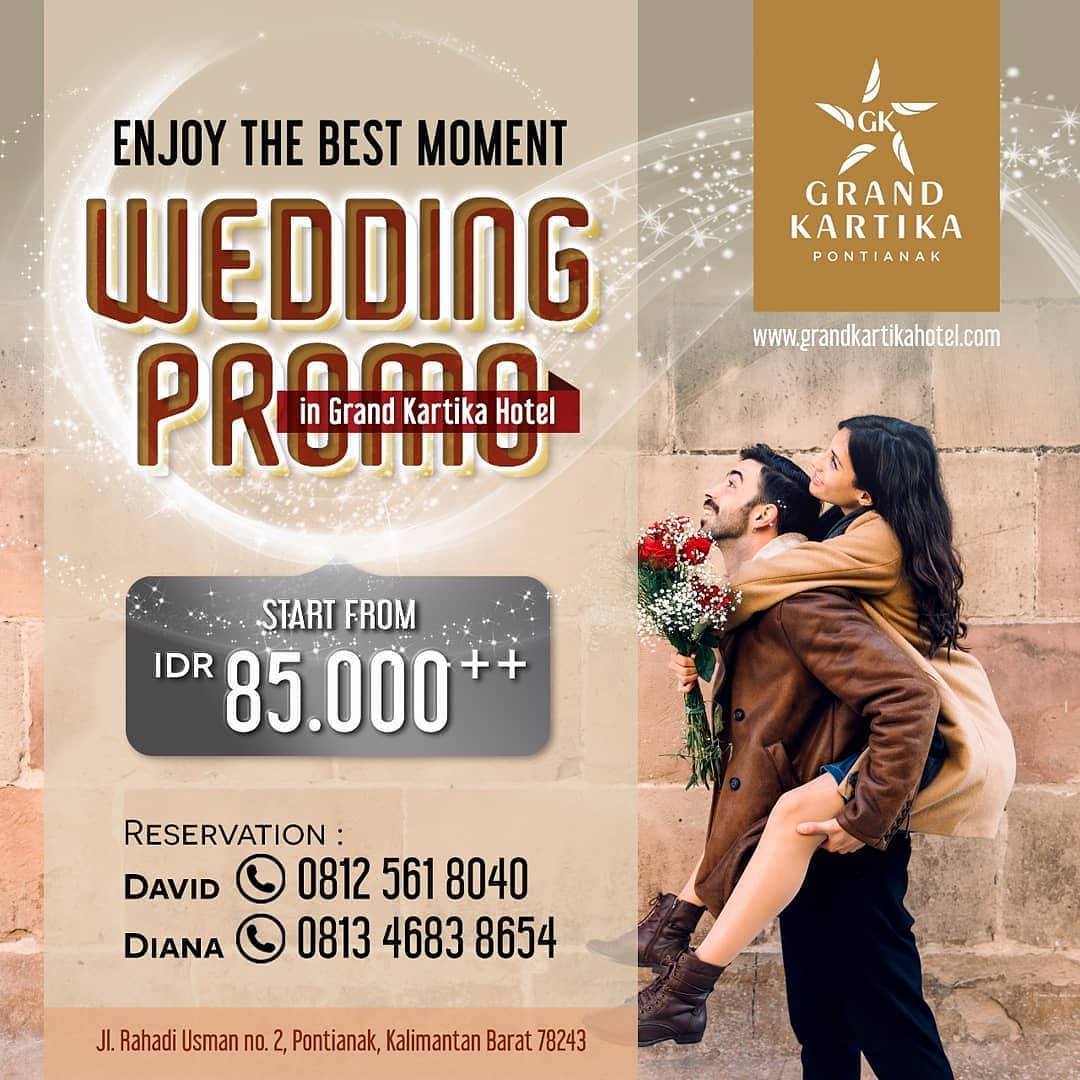 ENJOY THE BEST MOMENT
WEDDING
PROMO
in Grand Kartika Hotel
GK
GRAND
KARTIKA
PONTIANAK
www.grandkartikahotel.com
START FROM
IDR 85.000++
RESERVATION :
DAVID 0812 561 8040
DIANA 0813 4683 8654
Jl. Rahadi Usman no. 2, Pontianak, Kalimantan Barat 78243